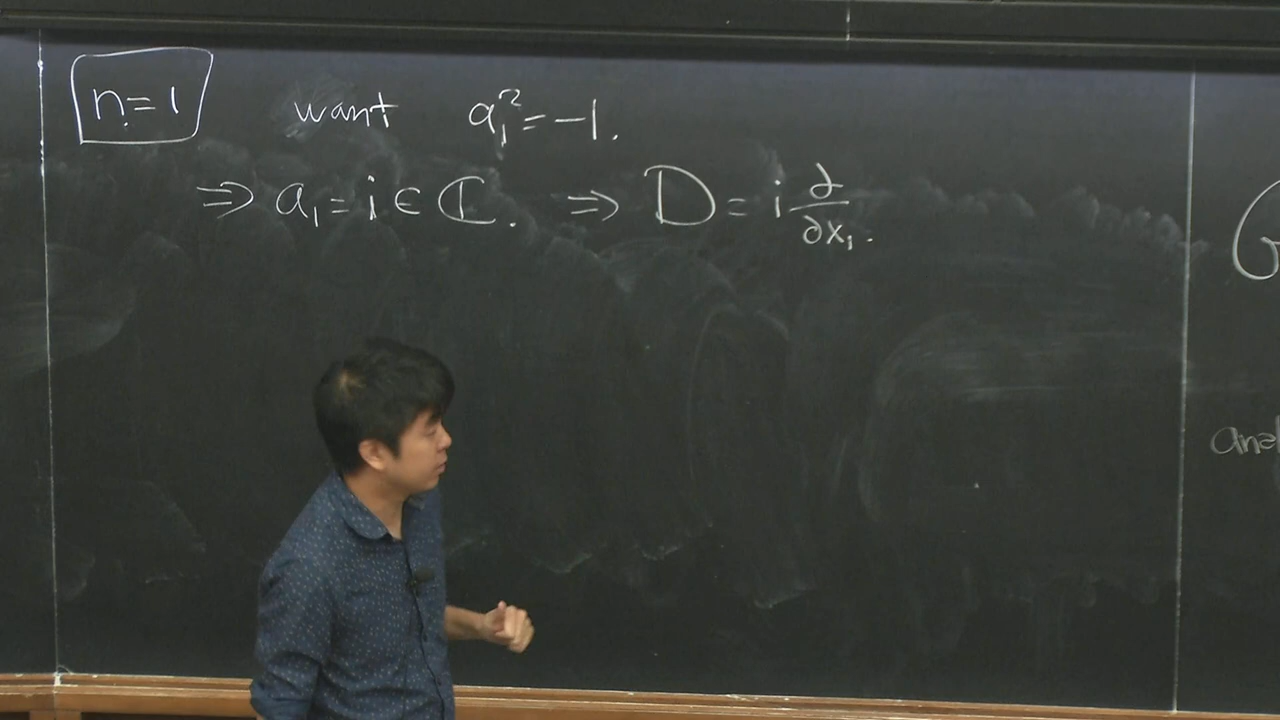 n=1 want a₁²=-1.
⇒ a₁=i∈ℂ. ⇒ D=i ∂/∂x₁.